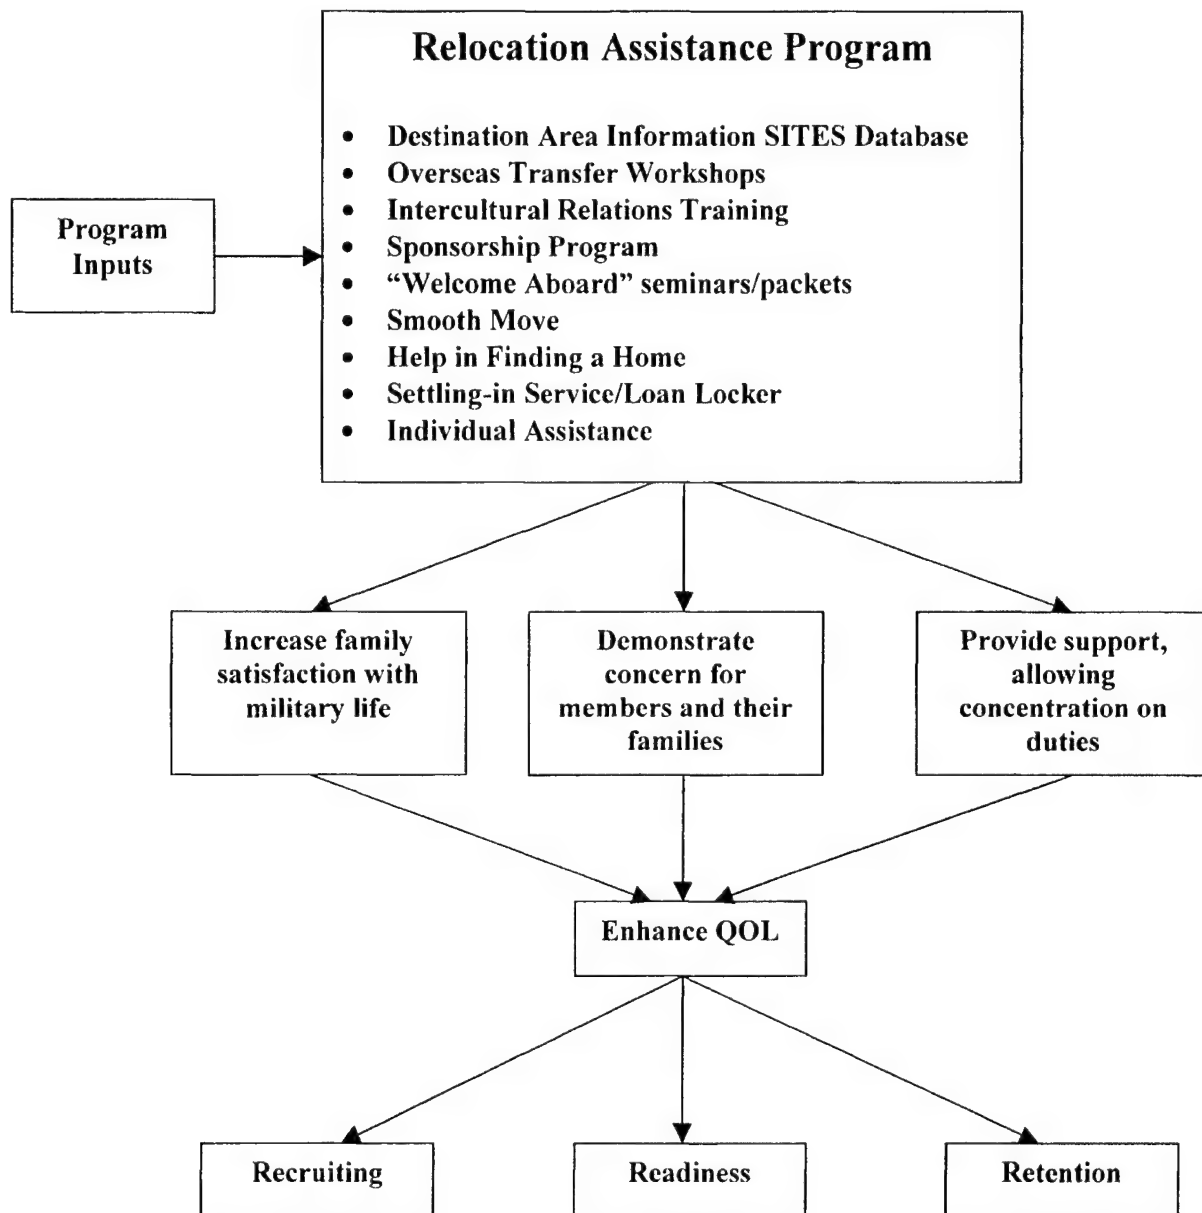 Relocation Assistance Program
• Destination Area Information SITES Database
• Overseas Transfer Workshops
• Intercultural Relations Training
• Sponsorship Program
• “Welcome Aboard” seminars/packets
• Smooth Move
• Help in Finding a Home
• Settling-in Service/Loan Locker
• Individual Assistance
Program
Inputs
Increase family
satisfaction with
military life
Demonstrate
concern for
members and their
families
Provide support,
allowing
concentration on
duties
Enhance QOL
Recruiting
Readiness
Retention